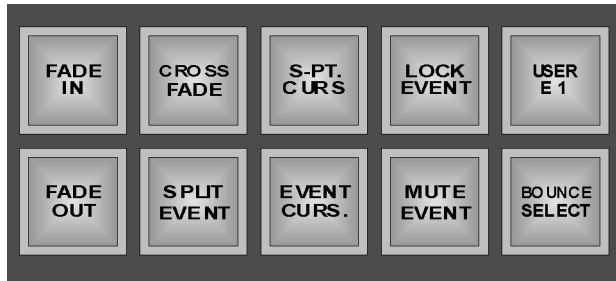 FADE
IN
CROSS
FADE
S-PT.
CURS
LOCK
EVENT
USER
E 1
FADE
OUT
SPLIT
EVENT
EVENT
CURS.
MUTE
EVENT
BOUNCE
SELECT